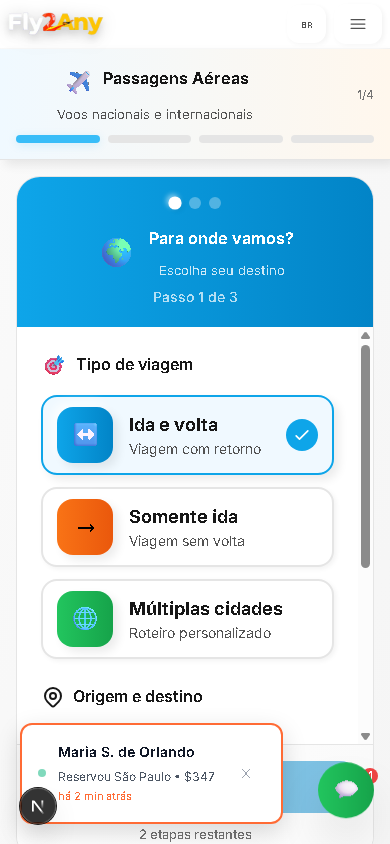 Fly2Any
BR
Passagens Aéreas
Voos nacionais e internacionais
1/4
Para onde vamos?
Escolha seu destino
Passo 1 de 3
Tipo de viagem
Ida e volta
Viagem com retorno
Somente ida
Viagem sem volta
Múltiplas cidades
Roteiro personalizado
Origem e destino
Maria S. de Orlando
Reservou São Paulo • $347
há 2 min atrás
N
1
2 etapas restantes